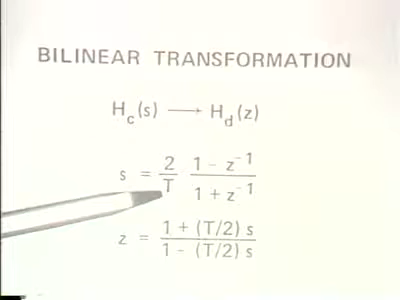 BILINEAR TRANSFORMATION
H_c(s) ⟶ H_d(z)
s = 2/T (1 - z^-1)/(1 + z^-1)
z = (1 + (T/2) s)/(1 - (T/2) s)